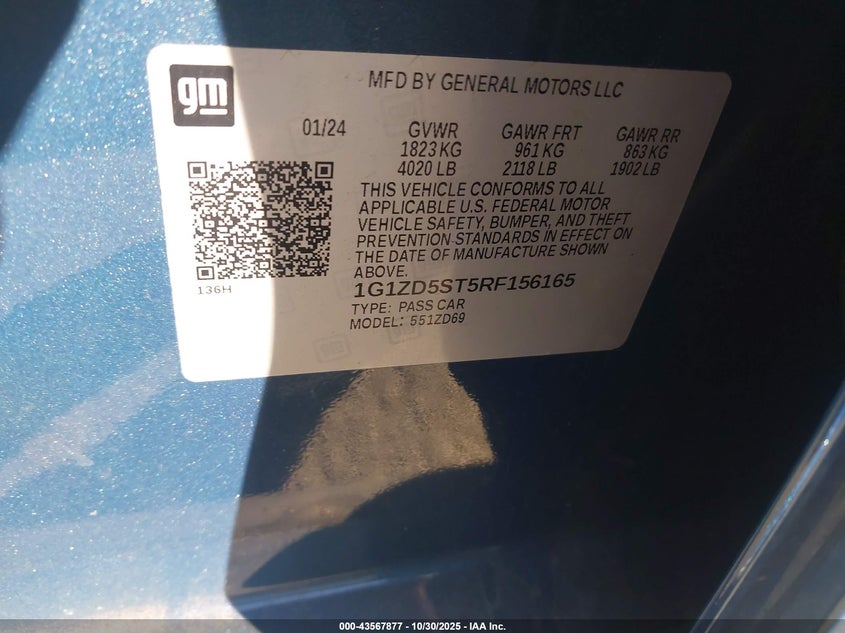 gm
MFD BY GENERAL MOTORS LLC
01/24 GVWR GAWR FRT GAWR RR
1823 KG 961 KG 863 KG
4020 LB 2118 LB 1902 LB
THIS VEHICLE CONFORMS TO ALL
APPLICABLE U.S. FEDERAL MOTOR
VEHICLE SAFETY, BUMPER, AND THEFT
PREVENTION STANDARDS IN EFFECT ON
THE DATE OF MANUFACTURE SHOWN
ABOVE.
136H
1G1ZD5ST5RF156165
TYPE: PASS CAR
MODEL: 551ZD69
000-43567877 - 10/30/2025 - IAA Inc.